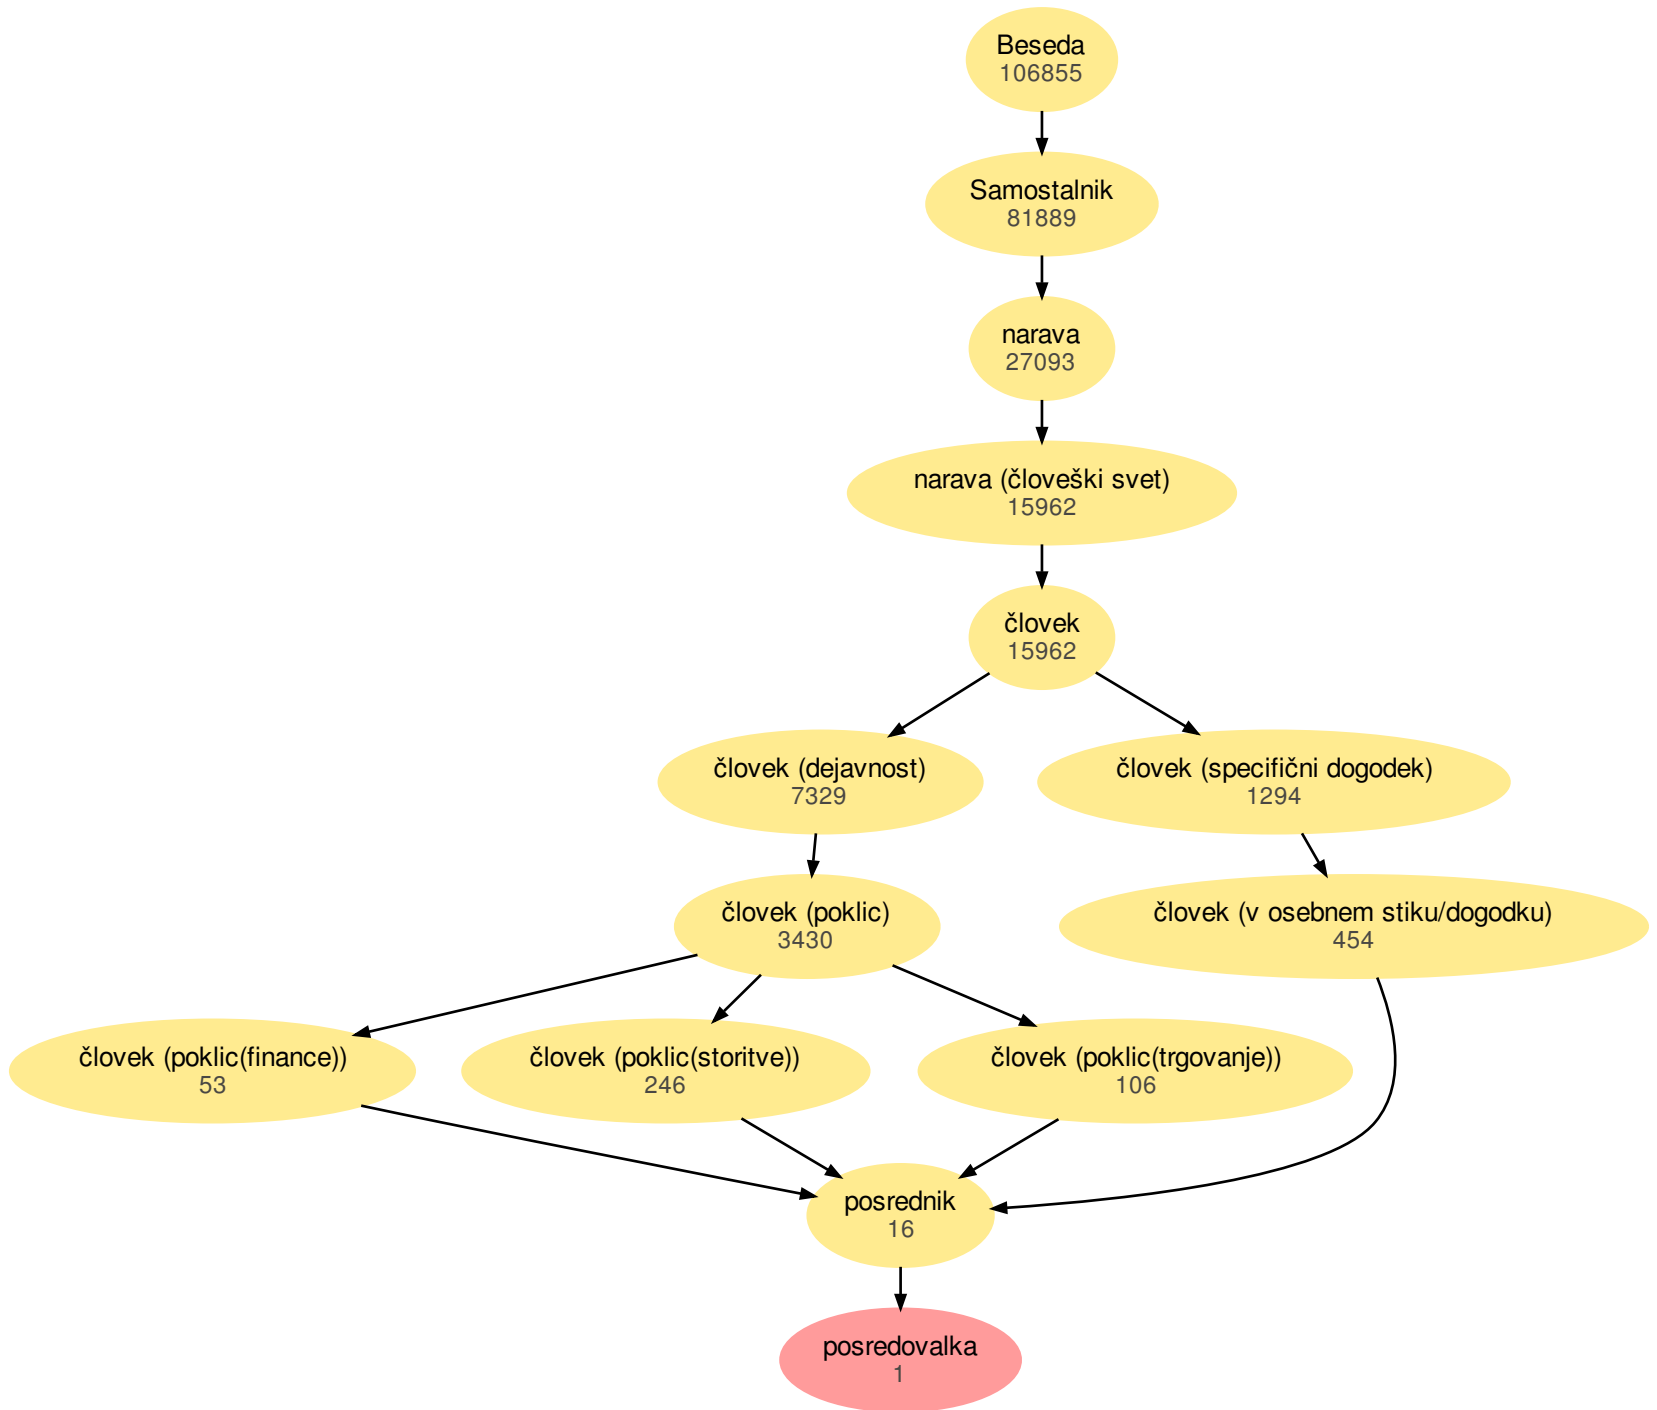 Beseda
106855
Samostalnik
81889
narava
27093
narava (človeški svet)
15962
človek
15962
človek (dejavnost)
7329
človek (specifični dogodek)
1294
človek (poklic)
3430
človek (v osebnem stiku/dogodku)
454
človek (poklic(finance))
53
človek (poklic(storitve))
246
človek (poklic(trgovanje))
106
posrednik
16
posredovalka
1